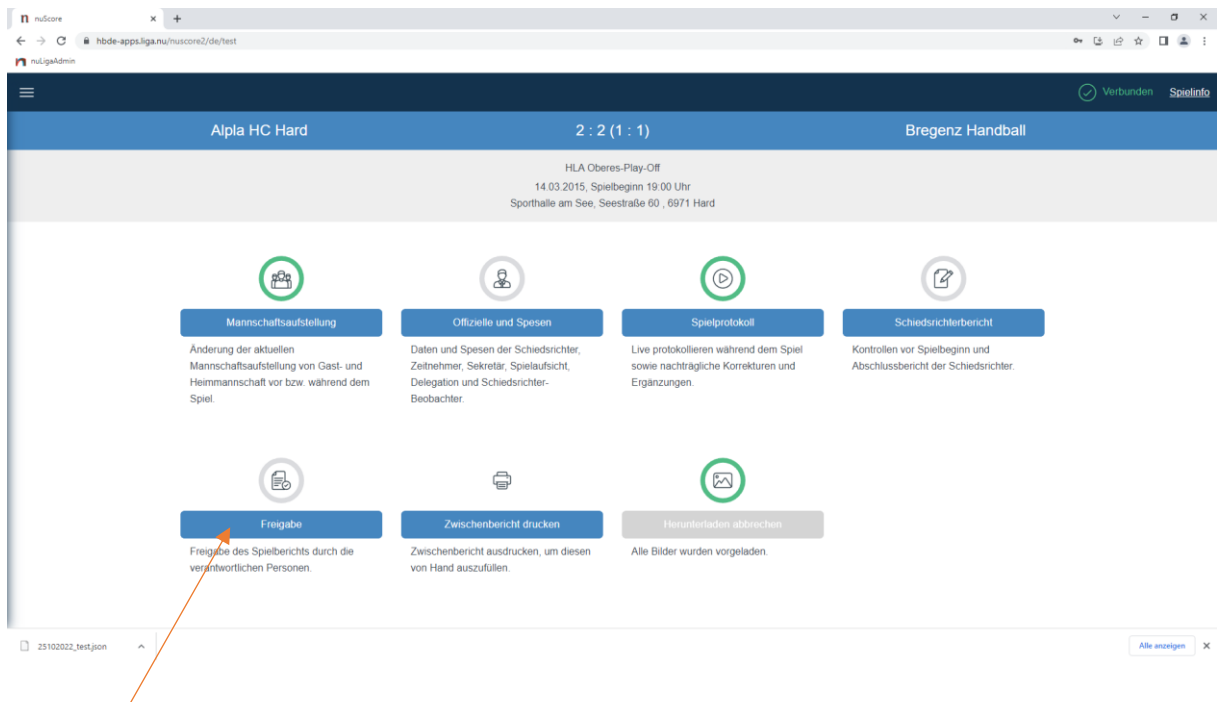 nuScore
hbde-apps.liga.nu/nuscore2/de/test
nuLigaAdmin
Verbunden Spielinfo
Alpla HC Hard 2 : 2 (1 : 1) Bregenz Handball
HLA Oberes-Play-Off
14.03.2015, Spielbeginn 19:00 Uhr
Sporthalle am See, Seestraße 60 , 6971 Hard
Mannschaftsaufstellung
Änderung der aktuellen
Mannschaftsaufstellung von Gast- und
Heimmannschaft vor bzw. während dem
Spiel.
Offizielle und Spesen
Daten und Spesen der Schiedsrichter,
Zeitnehmer, Sekretär, Spielaufsicht,
Delegation und Schiedsrichter-
Beobachter.
Spielprotokoll
Live protokollieren während dem Spiel
sowie nachträgliche Korrekturen und
Ergänzungen.
Schiedsrichterbericht
Kontrollen vor Spielbeginn und
Abschlussbericht der Schiedsrichter.
Freigabe
Freigabe des Spielberichts durch die
verantwortlichen Personen.
Zwischenbericht drucken
Zwischenbericht ausdrucken, um diesen
von Hand auszufüllen.
Herunterladen abbrechen
Alle Bilder wurden vorgeladen.
25102022_test.json
Alle anzeigen